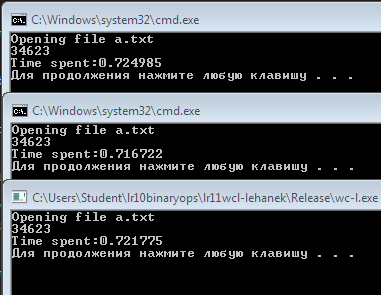 C:\Windows\system32\cmd.exe
Opening file a.txt
34623
Time spent:0.724985
Для продолжения нажмите любую клавишу . . .
C:\Windows\system32\cmd.exe
Opening file a.txt
34623
Time spent:0.716722
Для продолжения нажмите любую клавишу . . .
C:\Users\Student\lr10binaryops\lr11wcl-lehanek\Release\wc-l.exe
Opening file a.txt
34623
Time spent:0.721775
Для продолжения нажмите любую клавишу . . .